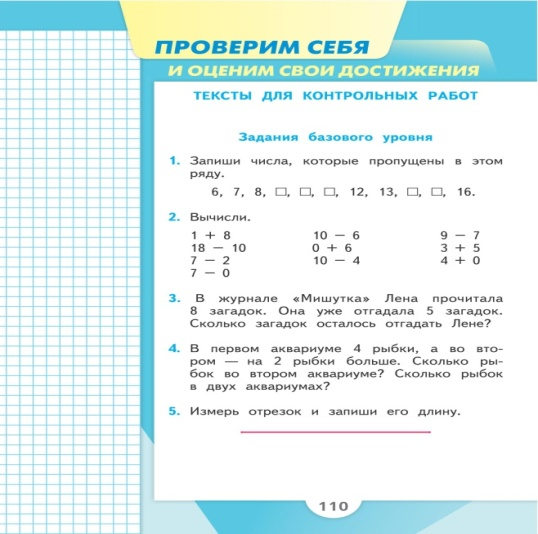 ПРОВЕРИМ СЕБЯ
И ОЦЕНИМ СВОИ ДОСТИЖЕНИЯ
ТЕКСТЫ ДЛЯ КОНТРОЛЬНЫХ РАБОТ
Задания базового уровня
1. Запиши числа, которые пропущены в этом
ряду.
6, 7, 8, □, □, □, 12, 13, □, □, 16.
2. Вычисли.
1 + 8 10 − 6 9 − 7
18 − 10 0 + 6 3 + 5
7 − 2 10 − 4 4 + 0
7 − 0
3. В журнале «Мишутка» Лена прочитала
8 загадок. Она уже отгадала 5 загадок.
Сколько загадок осталось отгадать Лене?
4. В первом аквариуме 4 рыбки, а во вто-
ром — на 2 рыбки больше. Сколько ры-
бок во втором аквариуме? Сколько рыбок
в двух аквариумах?
5. Измерь отрезок и запиши его длину.
110